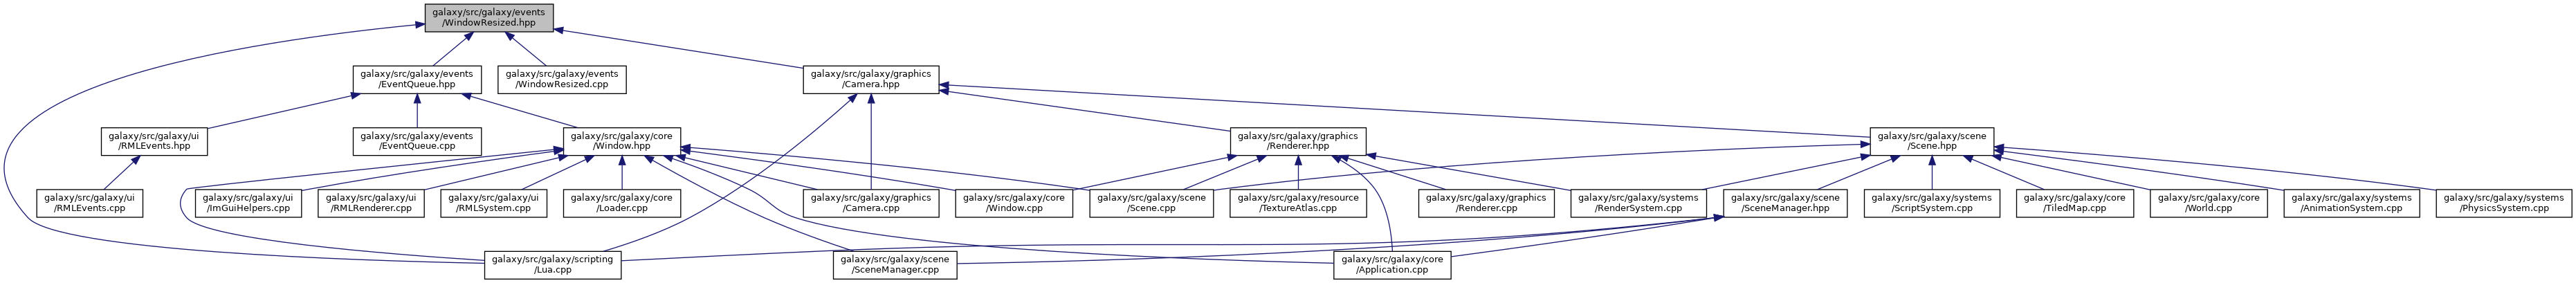 galaxy/src/galaxy/events
/WindowResized.hpp
galaxy/src/galaxy/events
/EventQueue.hpp
galaxy/src/galaxy/events
/WindowResized.cpp
galaxy/src/galaxy/graphics
/Camera.hpp
galaxy/src/galaxy/ui
/RMLEvents.hpp
galaxy/src/galaxy/events
/EventQueue.cpp
galaxy/src/galaxy/core
/Window.hpp
galaxy/src/galaxy/graphics
/Renderer.hpp
galaxy/src/galaxy/scene
/Scene.hpp
galaxy/src/galaxy/ui
/RMLEvents.cpp
galaxy/src/galaxy/ui
/ImGuiHelpers.cpp
galaxy/src/galaxy/ui
/RMLRenderer.cpp
galaxy/src/galaxy/ui
/RMLSystem.cpp
galaxy/src/galaxy/core
/Loader.cpp
galaxy/src/galaxy/graphics
/Camera.cpp
galaxy/src/galaxy/core
/Window.cpp
galaxy/src/galaxy/scene
/Scene.cpp
galaxy/src/galaxy/resource
/TextureAtlas.cpp
galaxy/src/galaxy/graphics
/Renderer.cpp
galaxy/src/galaxy/systems
/RenderSystem.cpp
galaxy/src/galaxy/scene
/SceneManager.hpp
galaxy/src/galaxy/systems
/ScriptSystem.cpp
galaxy/src/galaxy/core
/TiledMap.cpp
galaxy/src/galaxy/core
/World.cpp
galaxy/src/galaxy/systems
/AnimationSystem.cpp
galaxy/src/galaxy/systems
/PhysicsSystem.cpp
galaxy/src/galaxy/scripting
/Lua.cpp
galaxy/src/galaxy/scene
/SceneManager.cpp
galaxy/src/galaxy/core
/Application.cpp